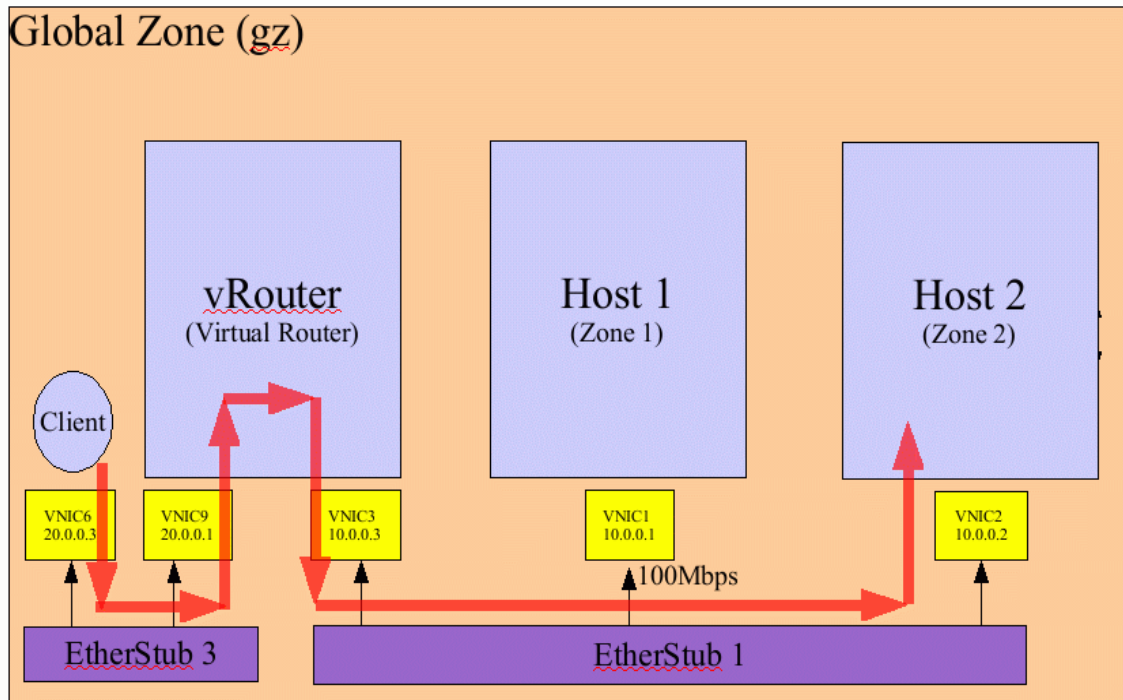 Global Zone (gz)
vRouter
(Virtual Router)
Host 1
(Zone 1)
Host 2
(Zone 2)
Client
VNIC6
20.0.0.3
VNIC9
20.0.0.1
VNIC3
10.0.0.3
VNIC1
10.0.0.1
VNIC2
10.0.0.2
100Mbps
EtherStub 3
EtherStub 1